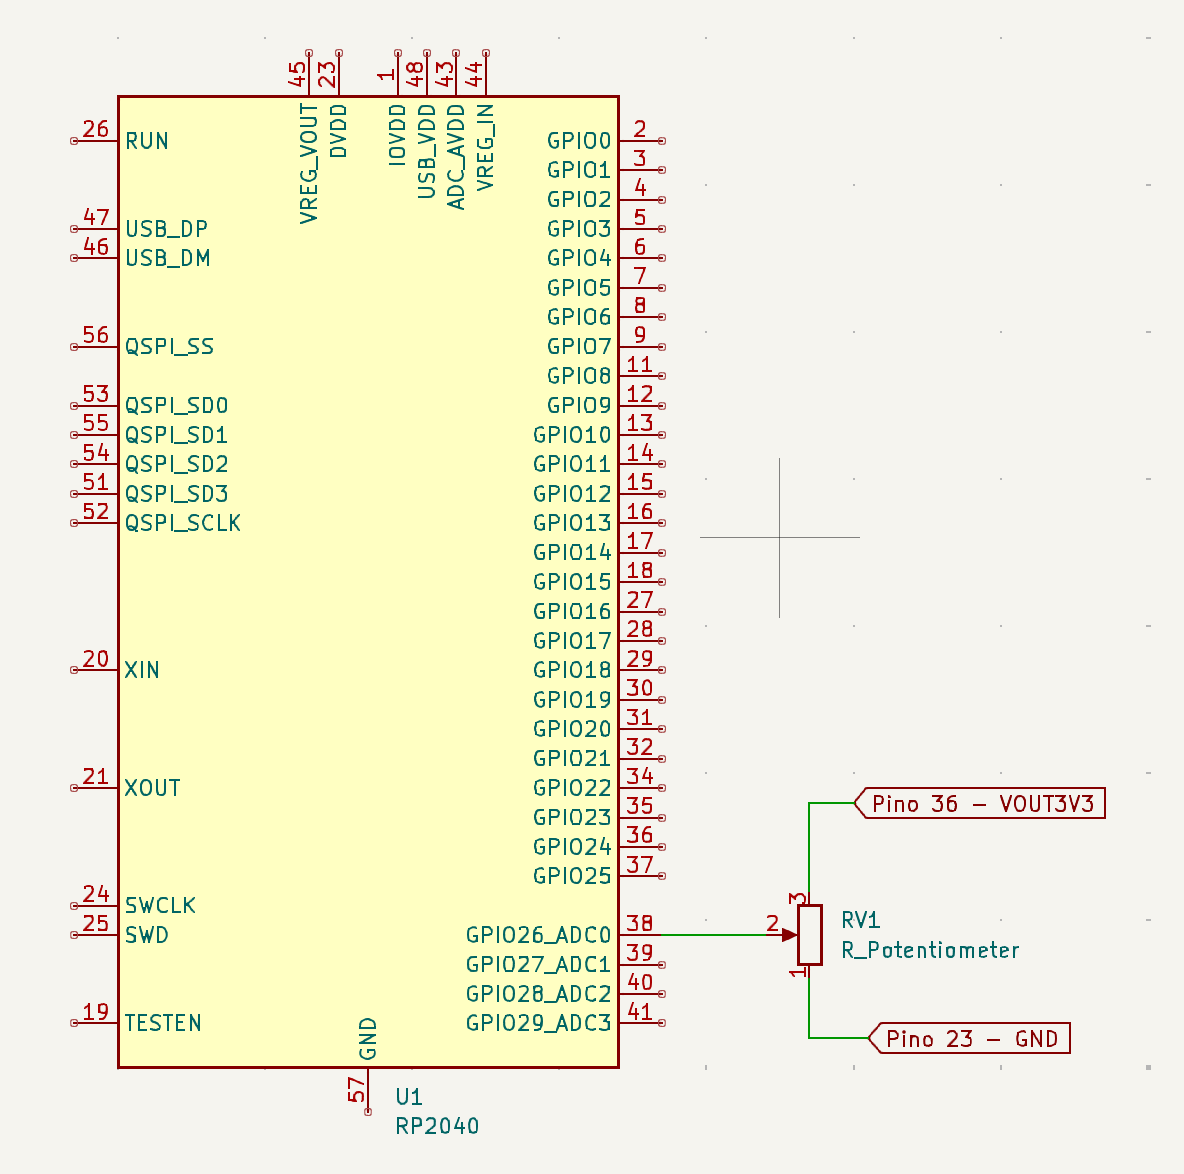 45
23
1
48
43
44
VREG_VOUT
DVDD
IOVDD
USB_VDD
ADC_AVDD
VREG_IN
26
RUN
47
USB_DP
46
USB_DM
56
QSPI_SS
53
QSPI_SD0
55
QSPI_SD1
54
QSPI_SD2
51
QSPI_SD3
52
QSPI_SCLK
20
XIN
21
XOUT
24
SWCLK
25
SWD
19
TESTEN
GPIO0 2
GPIO1 3
GPIO2 4
GPIO3 5
GPIO4 6
GPIO5 7
GPIO6 8
GPIO7 9
GPIO8 11
GPIO9 12
GPIO10 13
GPIO11 14
GPIO12 15
GPIO13 16
GPIO14 17
GPIO15 18
GPIO16 27
GPIO17 28
GPIO18 29
GPIO19 30
GPIO20 31
GPIO21 32
GPIO22 34
GPIO23 35
GPIO24 36
GPIO25 37
GPIO26_ADC0 38
GPIO27_ADC1 39
GPIO28_ADC2 40
GPIO29_ADC3 41
GND
57
U1
RP2040
Pino 36 - VOUT3V3
3
2
1
RV1
R_Potentiometer
Pino 23 - GND